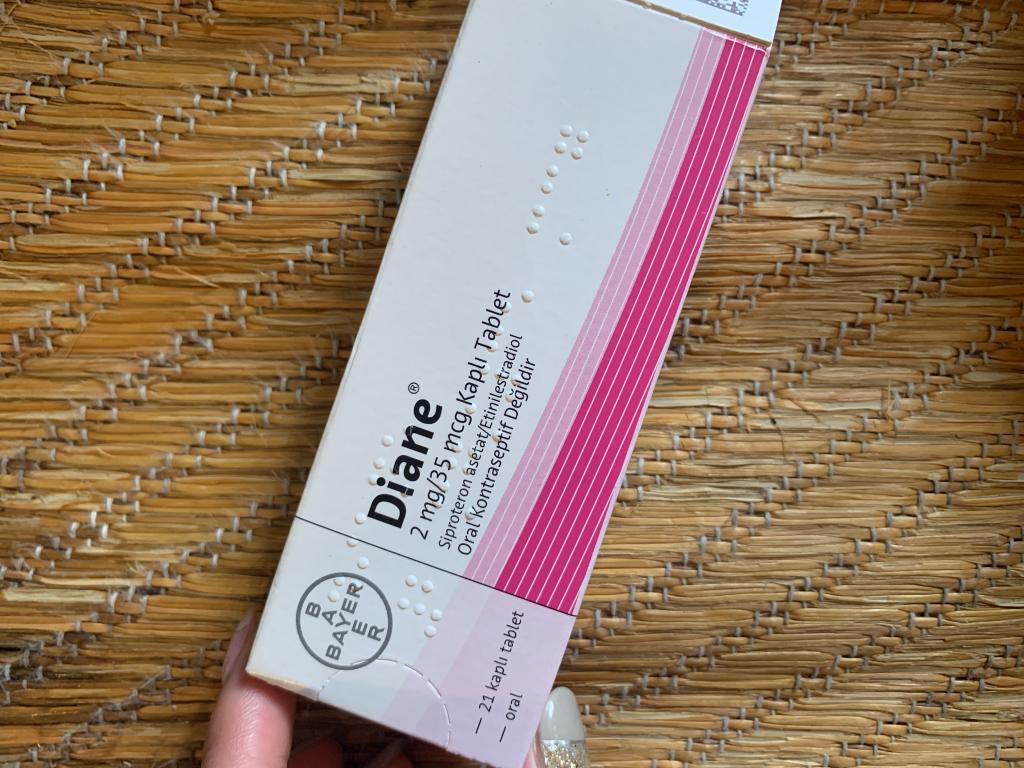 Diane®
2 mg/35 mcg Kaplı Tablet
Siproteron asetat/Etinilestradiol
Oral Kontraseptif Değildir
BAYER
BAYER
— 21 kaplı tablet
— oral